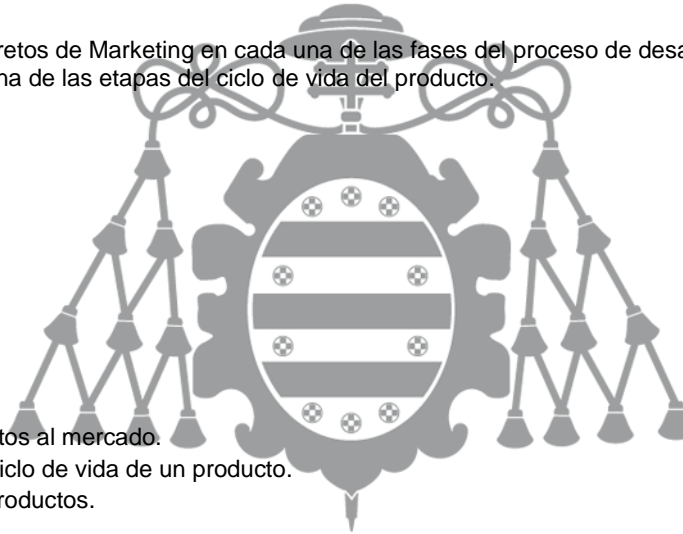 retos de Marketing en cada una de las fases del proceso de desa
na de las etapas del ciclo de vida del producto.
tos al mercado.
iclo de vida de un producto.
roductos.